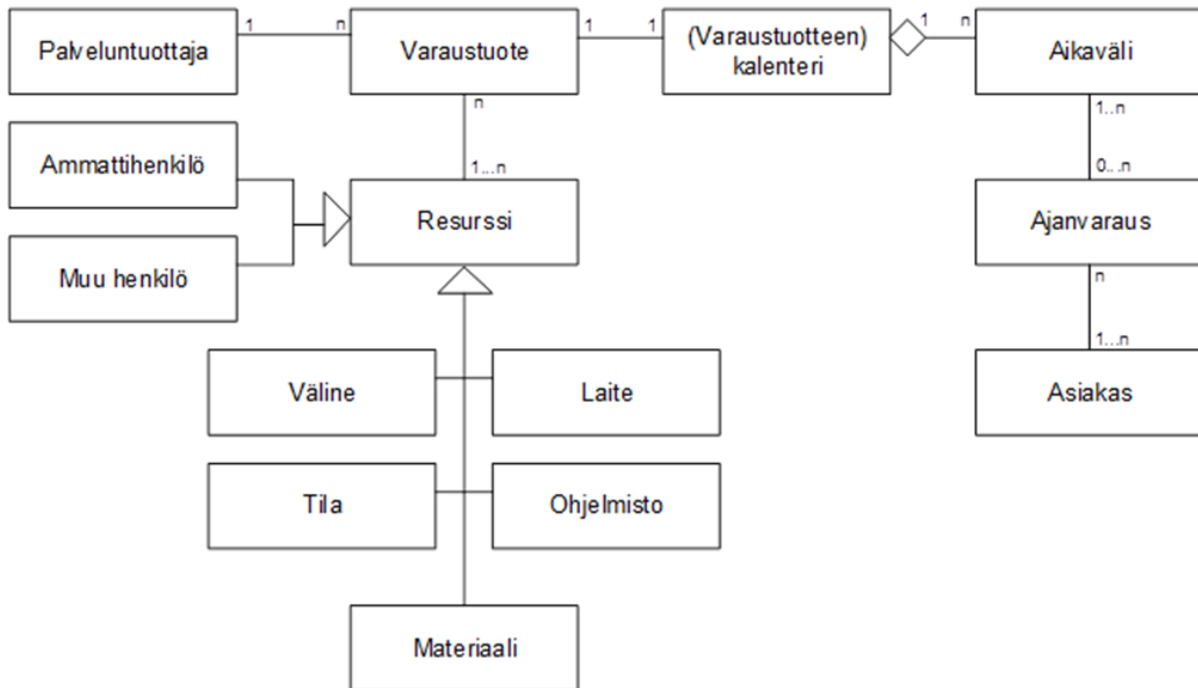 Palveluntuottaja
1
n
Varaustuote
1
1
(Varaustuotteen)
kalenteri
1
n
Aikaväli
n
1...n
1..n
0...n
Ammattihenkilö
Muu henkilö
Resurssi
Ajanvaraus
n
1...n
Asiakas
Väline
Laite
Tila
Ohjelmisto
Materiaali